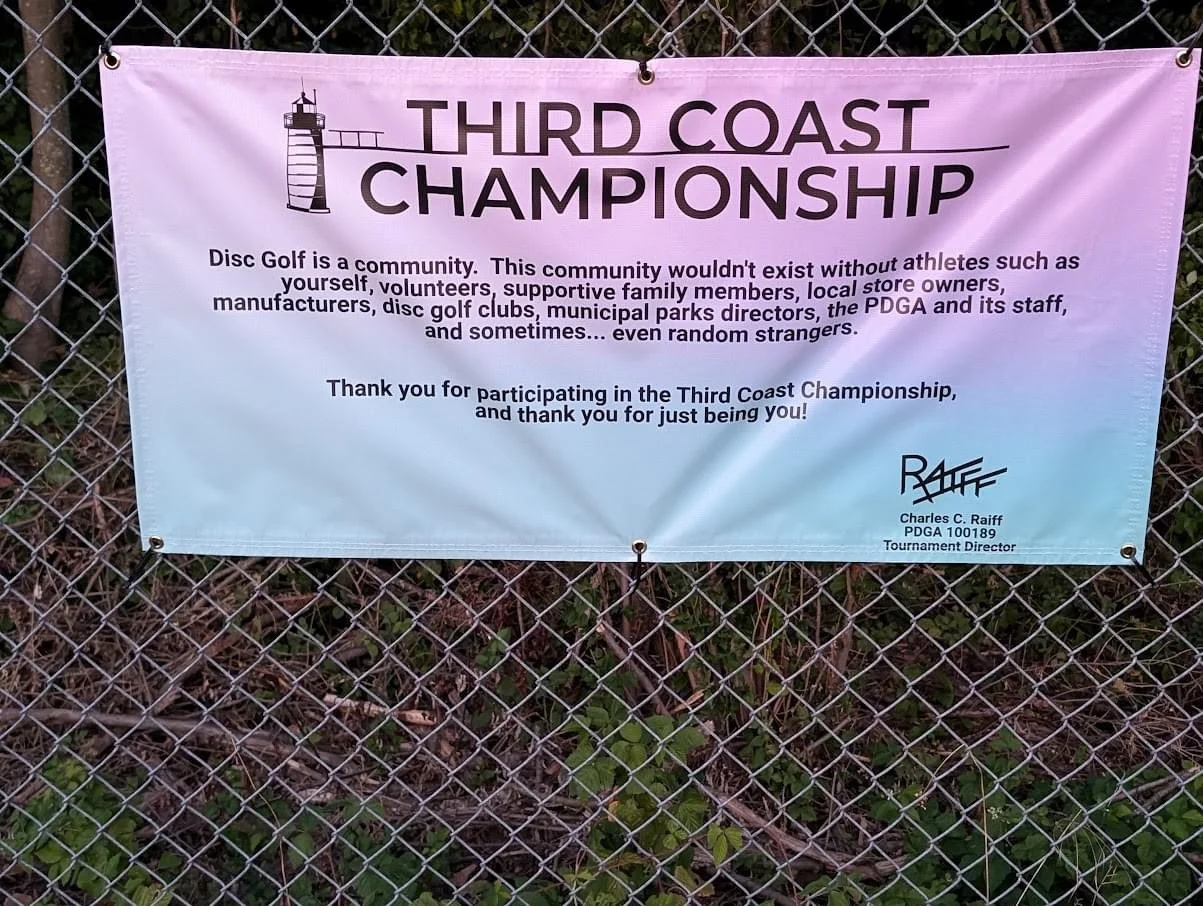 THIRD COAST
CHAMPIONSHIP
Disc Golf is a community.  This community wouldn't exist without athletes such as
yourself, volunteers, supportive family members, local store owners,
manufacturers, disc golf clubs, municipal parks directors, the PDGA and its staff,
and sometimes... even random strangers.
Thank you for participating in the Third Coast Championship,
and thank you for just being you!
RAIFF
Charles C. Raiff
PDGA 100189
Tournament Director